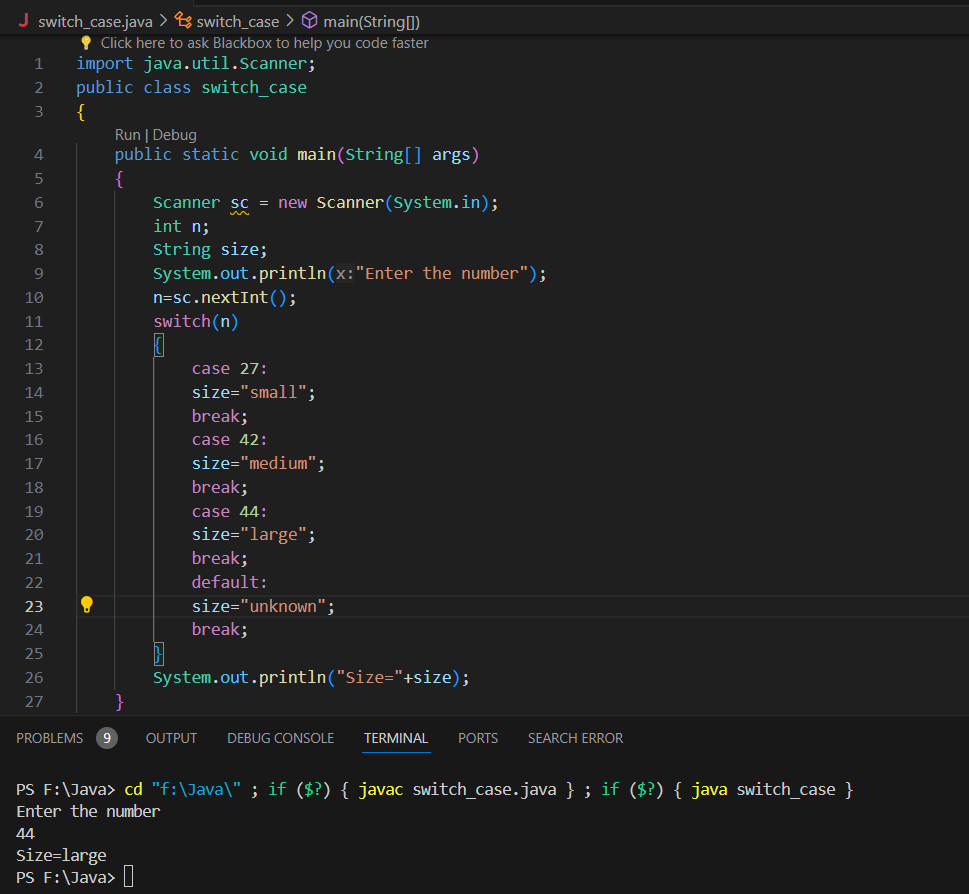 J switch_case.java > switch_case > main(String[])
Click here to ask Blackbox to help you code faster
1 import java.util.Scanner;
2 public class switch_case
3 {
Run | Debug
4 public static void main(String[] args)
5 {
6 Scanner sc = new Scanner(System.in);
7 int n;
8 String size;
9 System.out.println(x:"Enter the number");
10 n=sc.nextInt();
11 switch(n)
12 {
13 case 27:
14 size="small";
15 break;
16 case 42:
17 size="medium";
18 break;
19 case 44:
20 size="large";
21 break;
22 default:
23 size="unknown";
24 break;
25 }
26 System.out.println("Size="+size);
27 }
PROBLEMS 9 OUTPUT DEBUG CONSOLE TERMINAL PORTS SEARCH ERROR
PS F:\Java> cd "f:\Java\" ; if ($?) { javac switch_case.java } ; if ($?) { java switch_case }
Enter the number
44
Size=large
PS F:\Java>